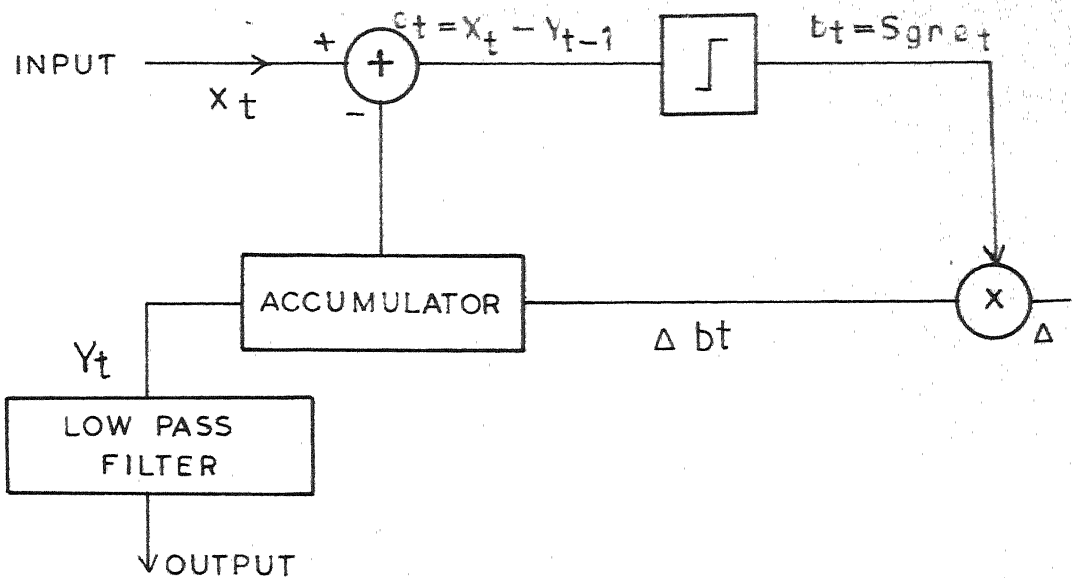 + et = Xt - Yt-1 bt = Sgn et
INPUT
+
Xt
-
ACCUMULATOR
X
Δ bt
Δ
Yt
LOW PASS
FILTER
OUTPUT